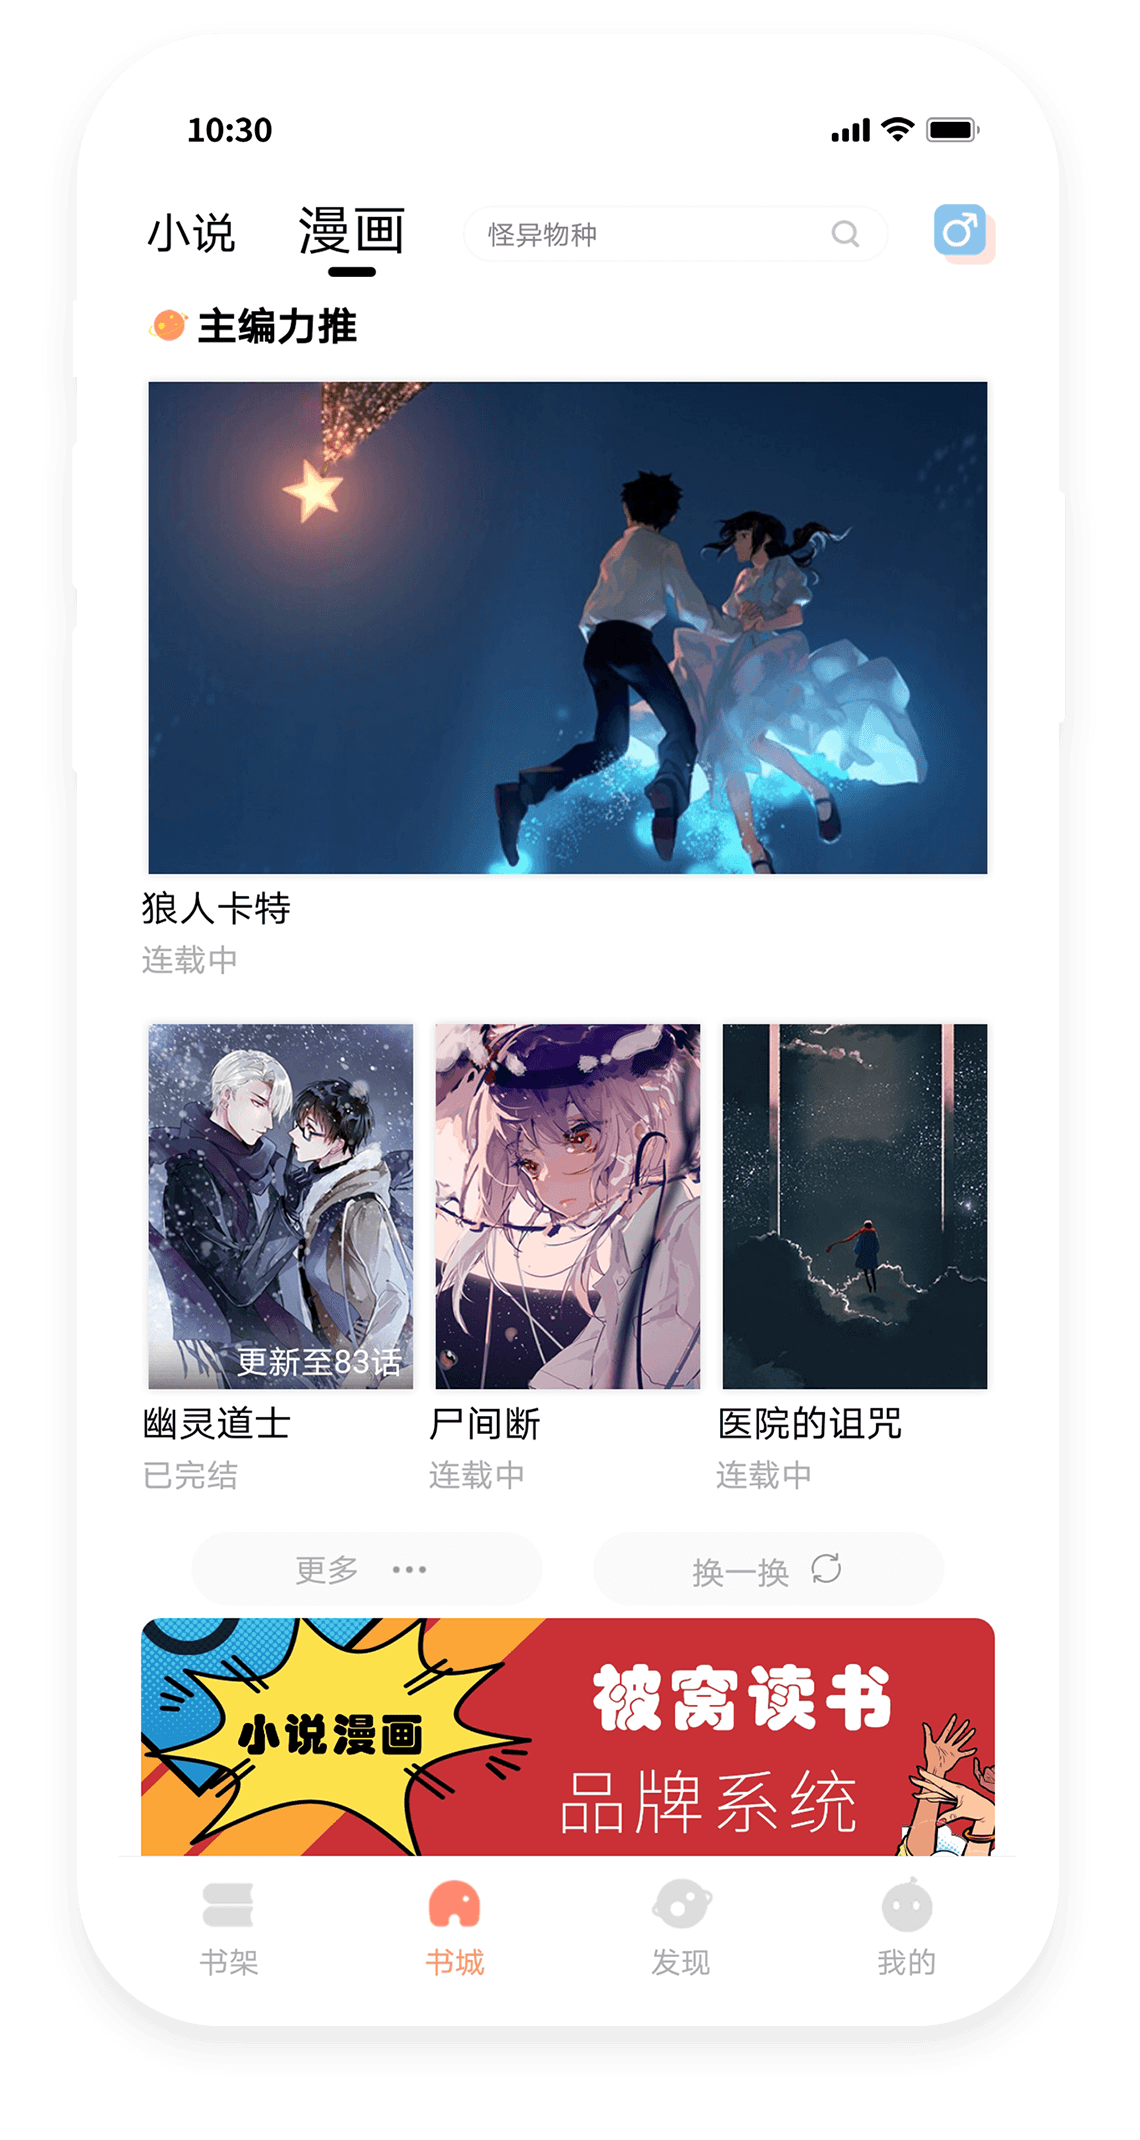 10:30
小说 漫画 怪异物种
主编力推
狼人卡特
连载中
更新至83话
幽灵道士 尸间断 医院的诅咒
已完结 连载中 连载中
更多 ··· 换一换
小说漫画
被窝读书
品牌系统
书架 书城 发现 我的